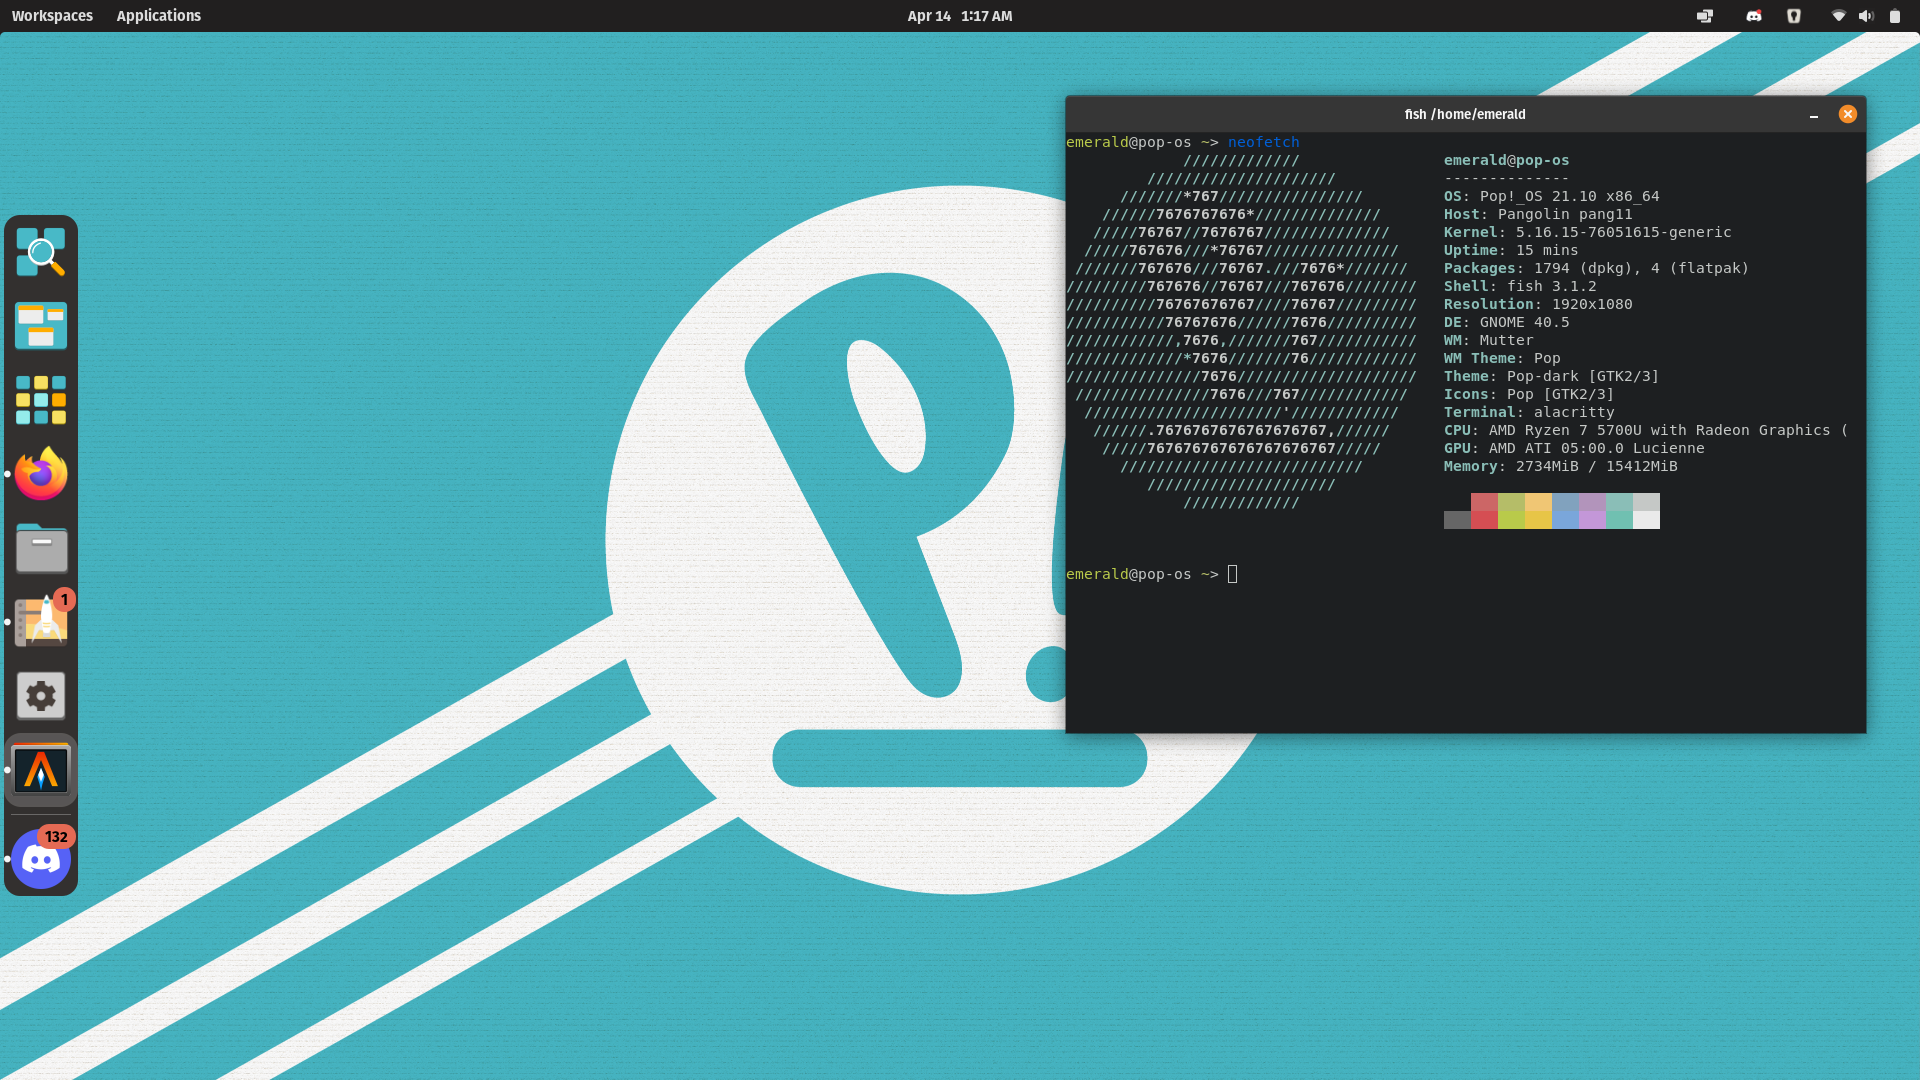 Workspaces Applications Apr 14 1:17 AM
fish /home/emerald
emerald@pop-os ~> neofetch
/////////////
/////////////////////
///////*767////////////////
//////7676767676*//////////////
/////76767//7676767//////////////
/////767676///*76767///////////////
///////767676///76767.///7676*///////
/////////767676//76767///767676////////
//////////76767676767////76767/////////
///////////76767676//////7676//////////
////////////,7676,///////767///////////
/////////////*7676///////76////////////
///////////////7676////////////////////
///////////////7676///767////////////
//////////////////////'////////////
//////.7676767676767676767,//////
/////767676767676767676767/////
///////////////////////////
/////////////////////
/////////////
emerald@pop-os
--------------
OS: Pop!_OS 21.10 x86_64
Host: Pangolin pang11
Kernel: 5.16.15-76051615-generic
Uptime: 15 mins
Packages: 1794 (dpkg), 4 (flatpak)
Shell: fish 3.1.2
Resolution: 1920x1080
DE: GNOME 40.5
WM: Mutter
WM Theme: Pop
Theme: Pop-dark [GTK2/3]
Icons: Pop [GTK2/3]
Terminal: alacritty
CPU: AMD Ryzen 7 5700U with Radeon Graphics (
GPU: AMD ATI 05:00.0 Lucienne
Memory: 2734MiB / 15412MiB
emerald@pop-os ~>
1
132